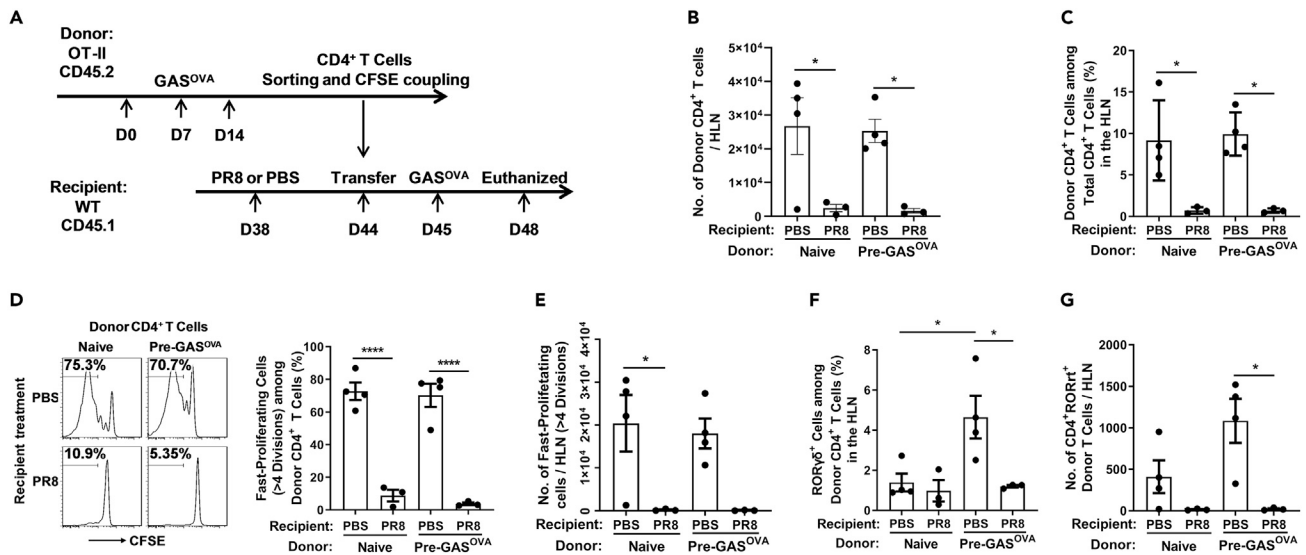 A
Donor:
OT-II
CD45.2
GAS^OVA
CD4⁺ T Cells
Sorting and CFSE coupling
D0 D7 D14
Recipient:
WT
CD45.1
PR8 or PBS Transfer GAS^OVA Euthanized
D38 D44 D45 D48
B
No. of Donor CD4⁺ T cells
/ HLN
5×10⁴
4×10⁴
3×10⁴
2×10⁴
1×10⁴
0
* *
Recipient: PBS PR8 PBS PR8
Donor: Naive Pre-GAS^OVA
C
Donor CD4⁺ T Cells among
Total CD4⁺ T Cells (%)
in the HLN
20
15
10
5
0
* *
Recipient: PBS PR8 PBS PR8
Donor: Naive Pre-GAS^OVA
D
Donor CD4⁺ T Cells
Naive Pre-GAS^OVA
75.3% 70.7%
PBS
10.9% 5.35%
PR8
Recipient treatment
CFSE
Fast-Proliferating Cells
(>4 Divisions) among
Donor CD4⁺ T Cells (%)
100
80
60
40
20
0
**** ****
Recipient: PBS PR8 PBS PR8
Donor: Naive Pre-GAS^OVA
E
No. of Fast-Prolifetating
cells / HLN (>4 Divisions)
4×10⁴
3×10⁴
2×10⁴
1×10⁴
0
*
Recipient: PBS PR8 PBS PR8
Donor: Naive Pre-GAS^OVA
F
RORγδ⁺ Cells among
Donor CD4⁺ T Cells (%)
in the HLN
8
6
4
2
0
* *
Recipient: PBS PR8 PBS PR8
Donor: Naive Pre-GAS^OVA
G
No. of CD4⁺RORrt⁺
Donor T Cells / HLN
2000
1500
1000
500
0
*
Recipient: PBS PR8 PBS PR8
Donor: Naive Pre-GAS^OVA